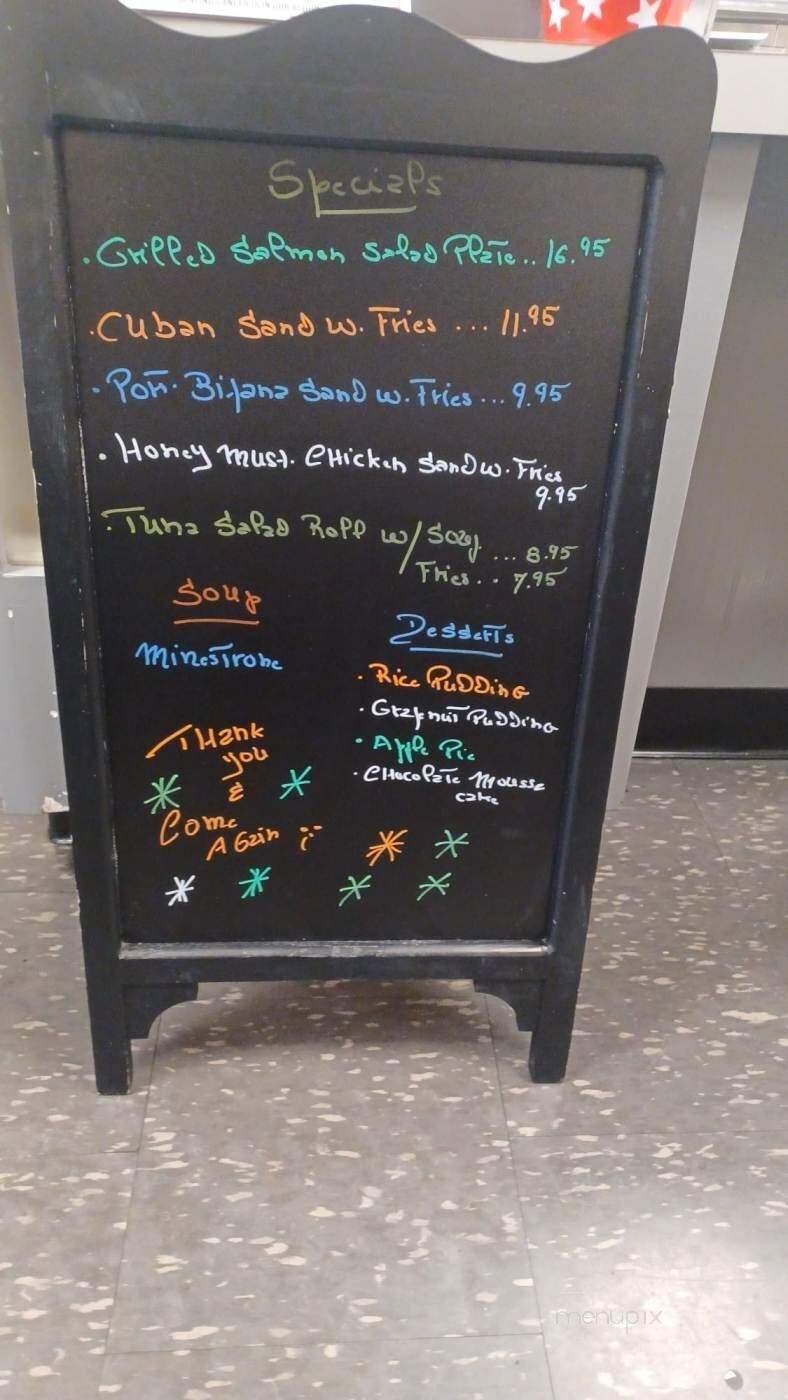 Specials
· Grilled Salmon Salad Plate.. 16.95
· Cuban Sand w. Fries ... 11.95
· Port. Bifana Sand w. Fries ... 9.95
· Honey Must. Chicken Sand w. Fries
9.95
· Tuna Salad Roll w/ Soup ... 8.95
Fries.. 7.95
Soup
Minestrone
Desserts
· Rice Pudding
· Grapnut Pudding
· Apple Pie
· Chocolate Mousse
cake
Thank
you
&
Come
Again :)
menupix